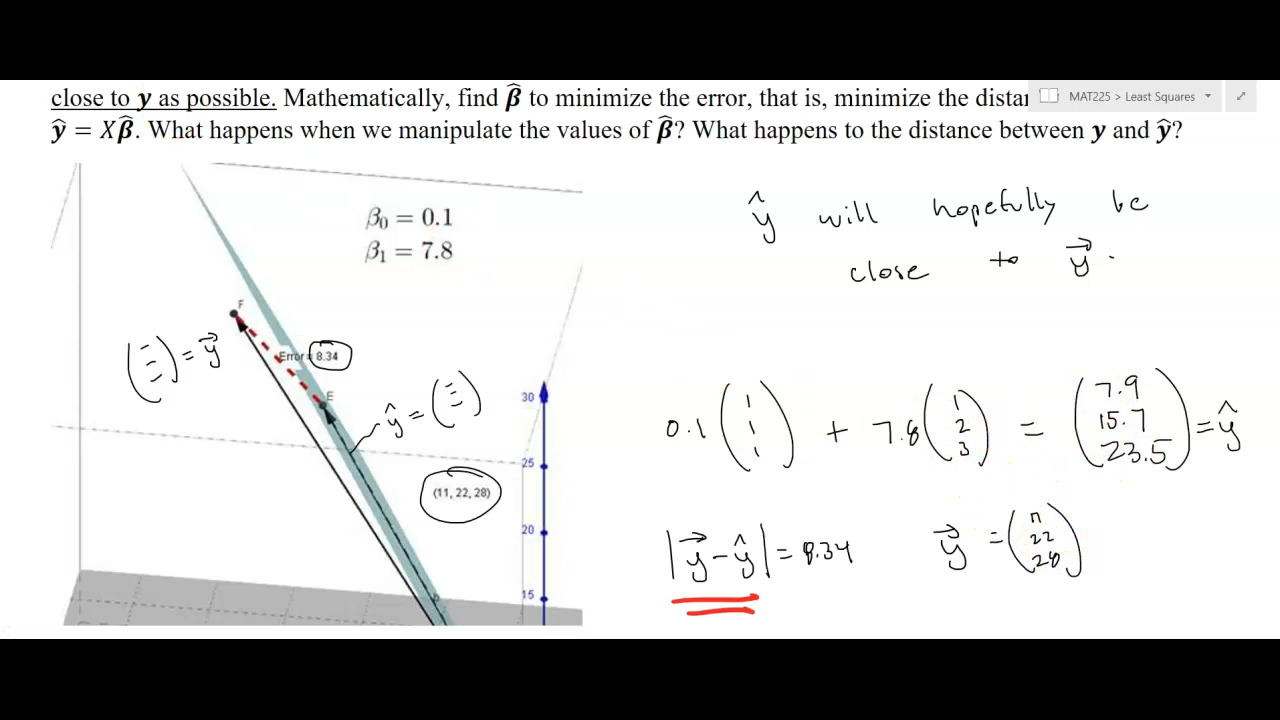 close to y as possible. Mathematically, find β̂ to minimize the error, that is, minimize the distan
MAT225 > Least Squares
ŷ = Xβ̂. What happens when we manipulate the values of β̂? What happens to the distance between y and ŷ?
β₀ = 0.1
β₁ = 7.8
ŷ will hopefully be
close to y⃗.
F
( ) = y⃗
Error = 8.34
E
ŷ = ( )
30
25
20
15
(11, 22, 28)
0.1 (1 1 1) + 7.8 (1 2 3) = (7.9 15.7 23.5) = ŷ
|y⃗ - ŷ| = 8.34
y⃗ = (11 22 28)